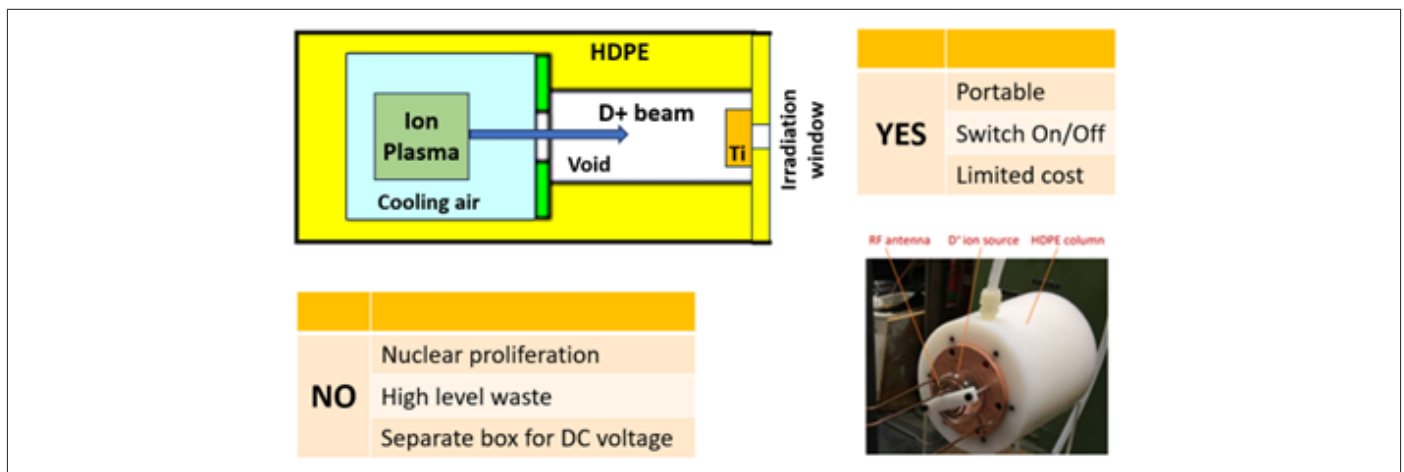 HDPE
Ion
Plasma
D+ beam
Void
Ti
Cooling air
Irradiation
window
YES
Portable
Switch On/Off
Limited cost
RF antenna
D⁺ ion source
HDPE column
NO
Nuclear proliferation
High level waste
Separate box for DC voltage